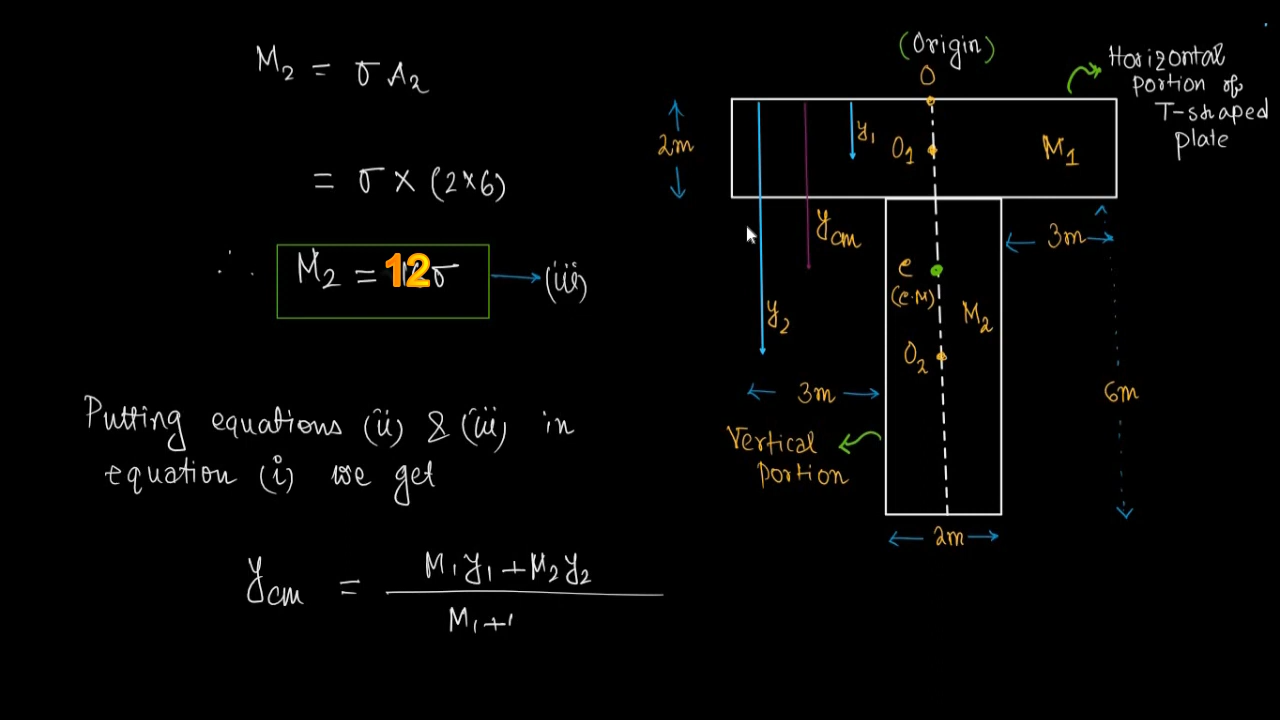 M₂ = σ A₂
= σ × (2×6)
∴ M₂ = 12σ → (iii)
Putting equations (ii) & (iii) in
equation (i) we get
ycm = M₁y₁ + M₂y₂
M₁+
(Origin)
O
Horizontal
portion of
T-shaped
plate
2m
y₁
O₁
M₁
ycm
3m
C
(C.M)
y₂
M₂
O₂
3m
6m
Vertical
portion
2m